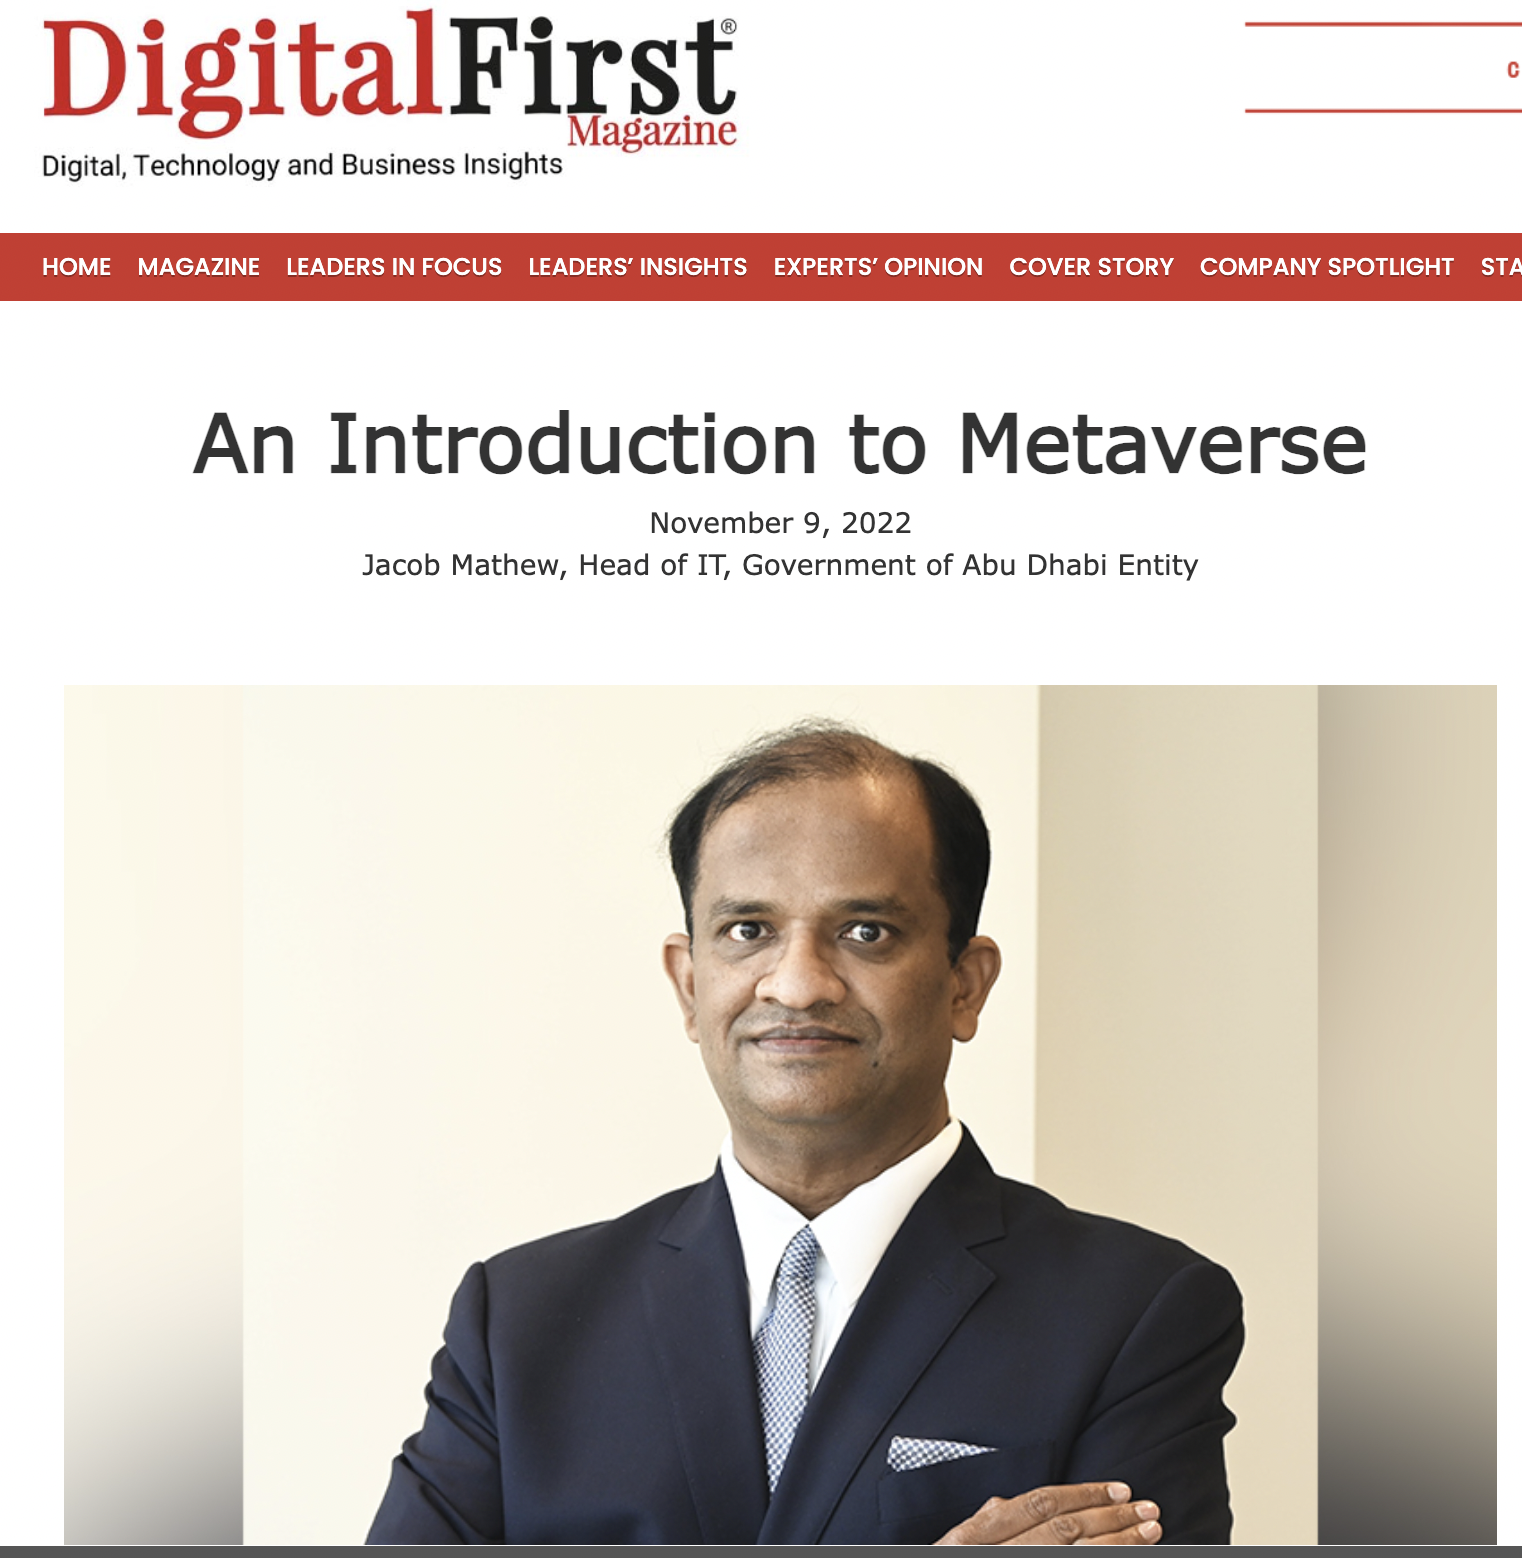 DigitalFirst®
Magazine
Digital, Technology and Business Insights
C
HOME MAGAZINE LEADERS IN FOCUS LEADERS’ INSIGHTS EXPERTS’ OPINION COVER STORY COMPANY SPOTLIGHT STA
An Introduction to Metaverse
November 9, 2022
Jacob Mathew, Head of IT, Government of Abu Dhabi Entity